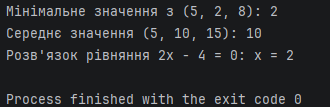 Мінімальне значення з (5, 2, 8): 2
Середнє значення (5, 10, 15): 10
Розв'язок рівняння 2x - 4 = 0: x = 2
Process finished with the exit code 0